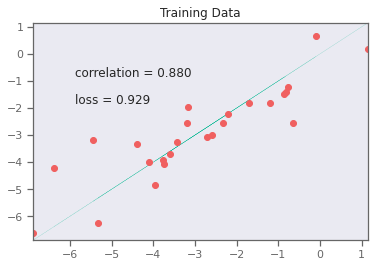 Training Data
correlation = 0.880
loss = 0.929
1
0
−1
−2
−3
−4
−5
−6
−6 −5 −4 −3 −2 −1 0 1